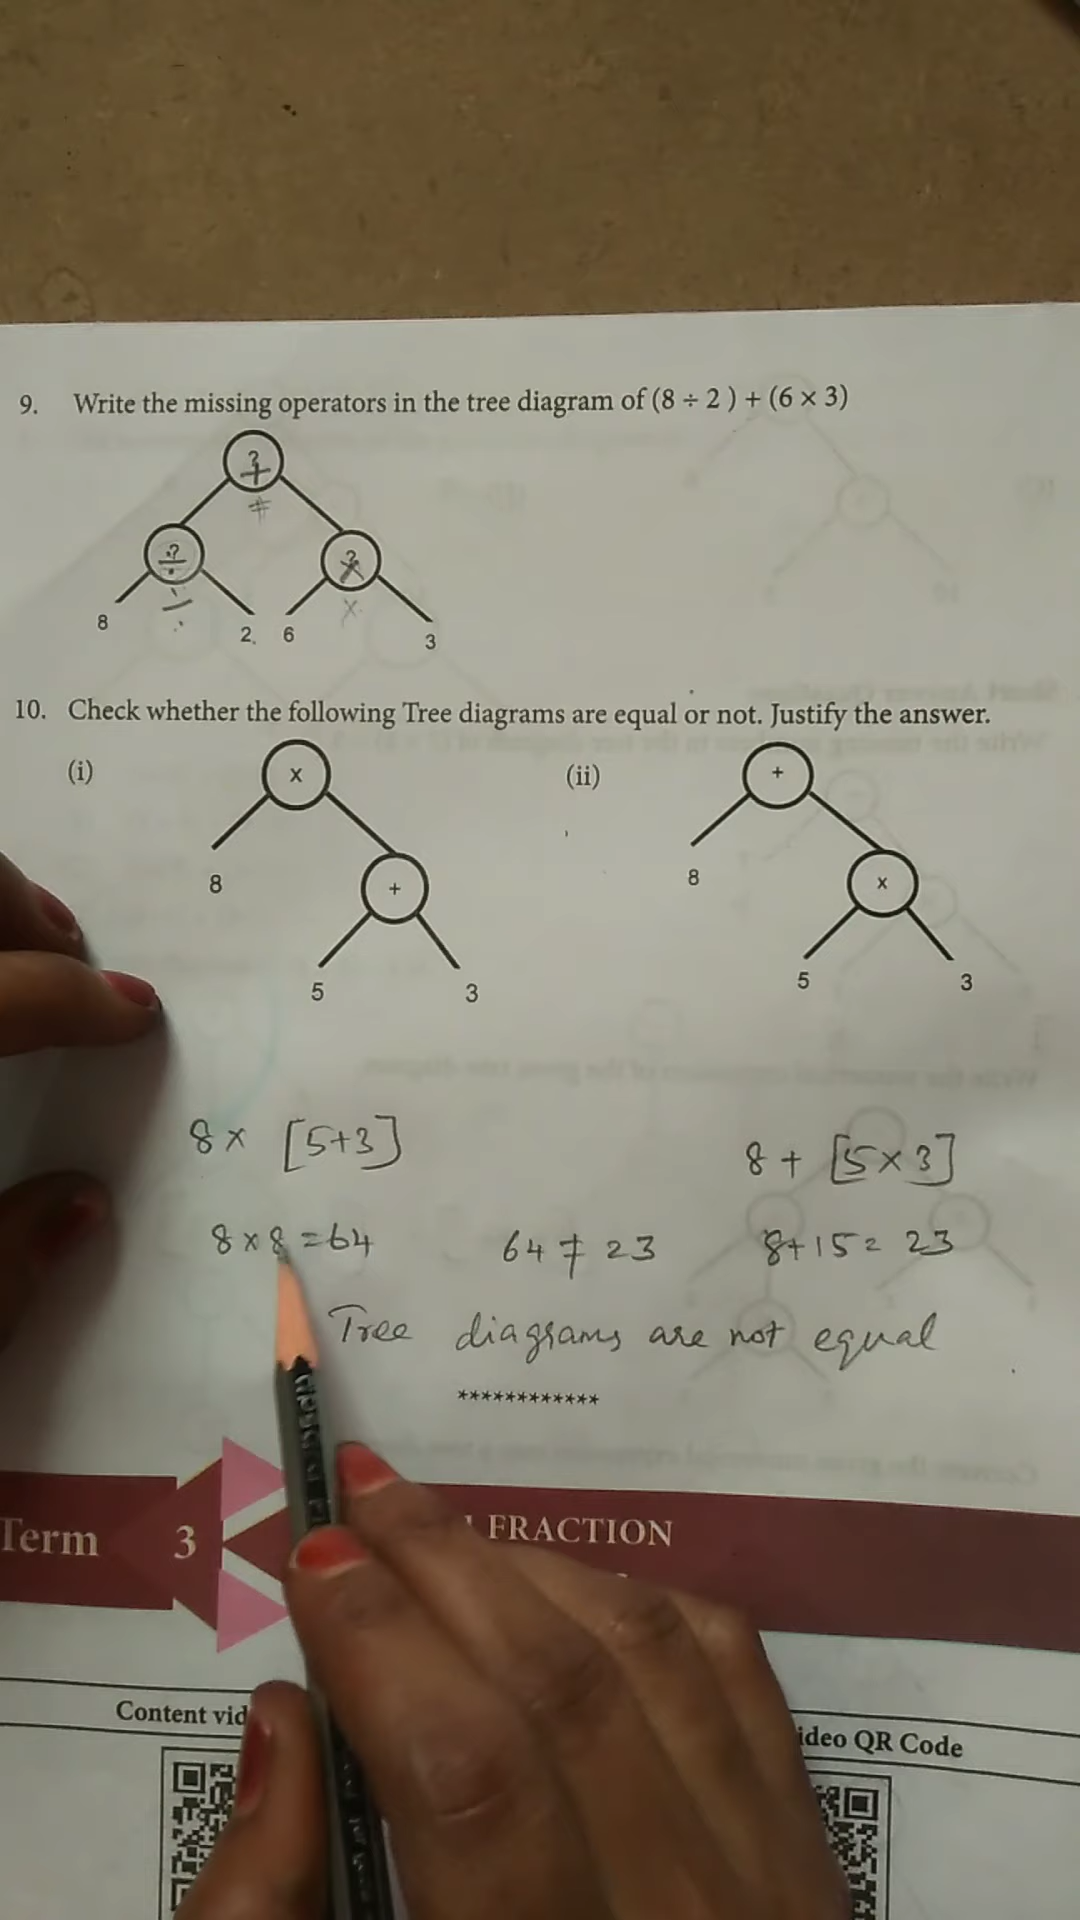 9. Write the missing operators in the tree diagram of (8 ÷ 2 ) + (6 × 3)
?
+
? ?
÷ ×
÷ ×
8 2 6 3
10. Check whether the following Tree diagrams are equal or not. Justify the answer.
(i) x (ii) +
8 + 8 x
5 3 5 3
8 × [5+3] 8 + [5×3]
8 × 8 = 64 64 ≠ 23 8+15 = 23
Tree diagrams are not equal
************
Term 3 FRACTION
Content vid ideo QR Code